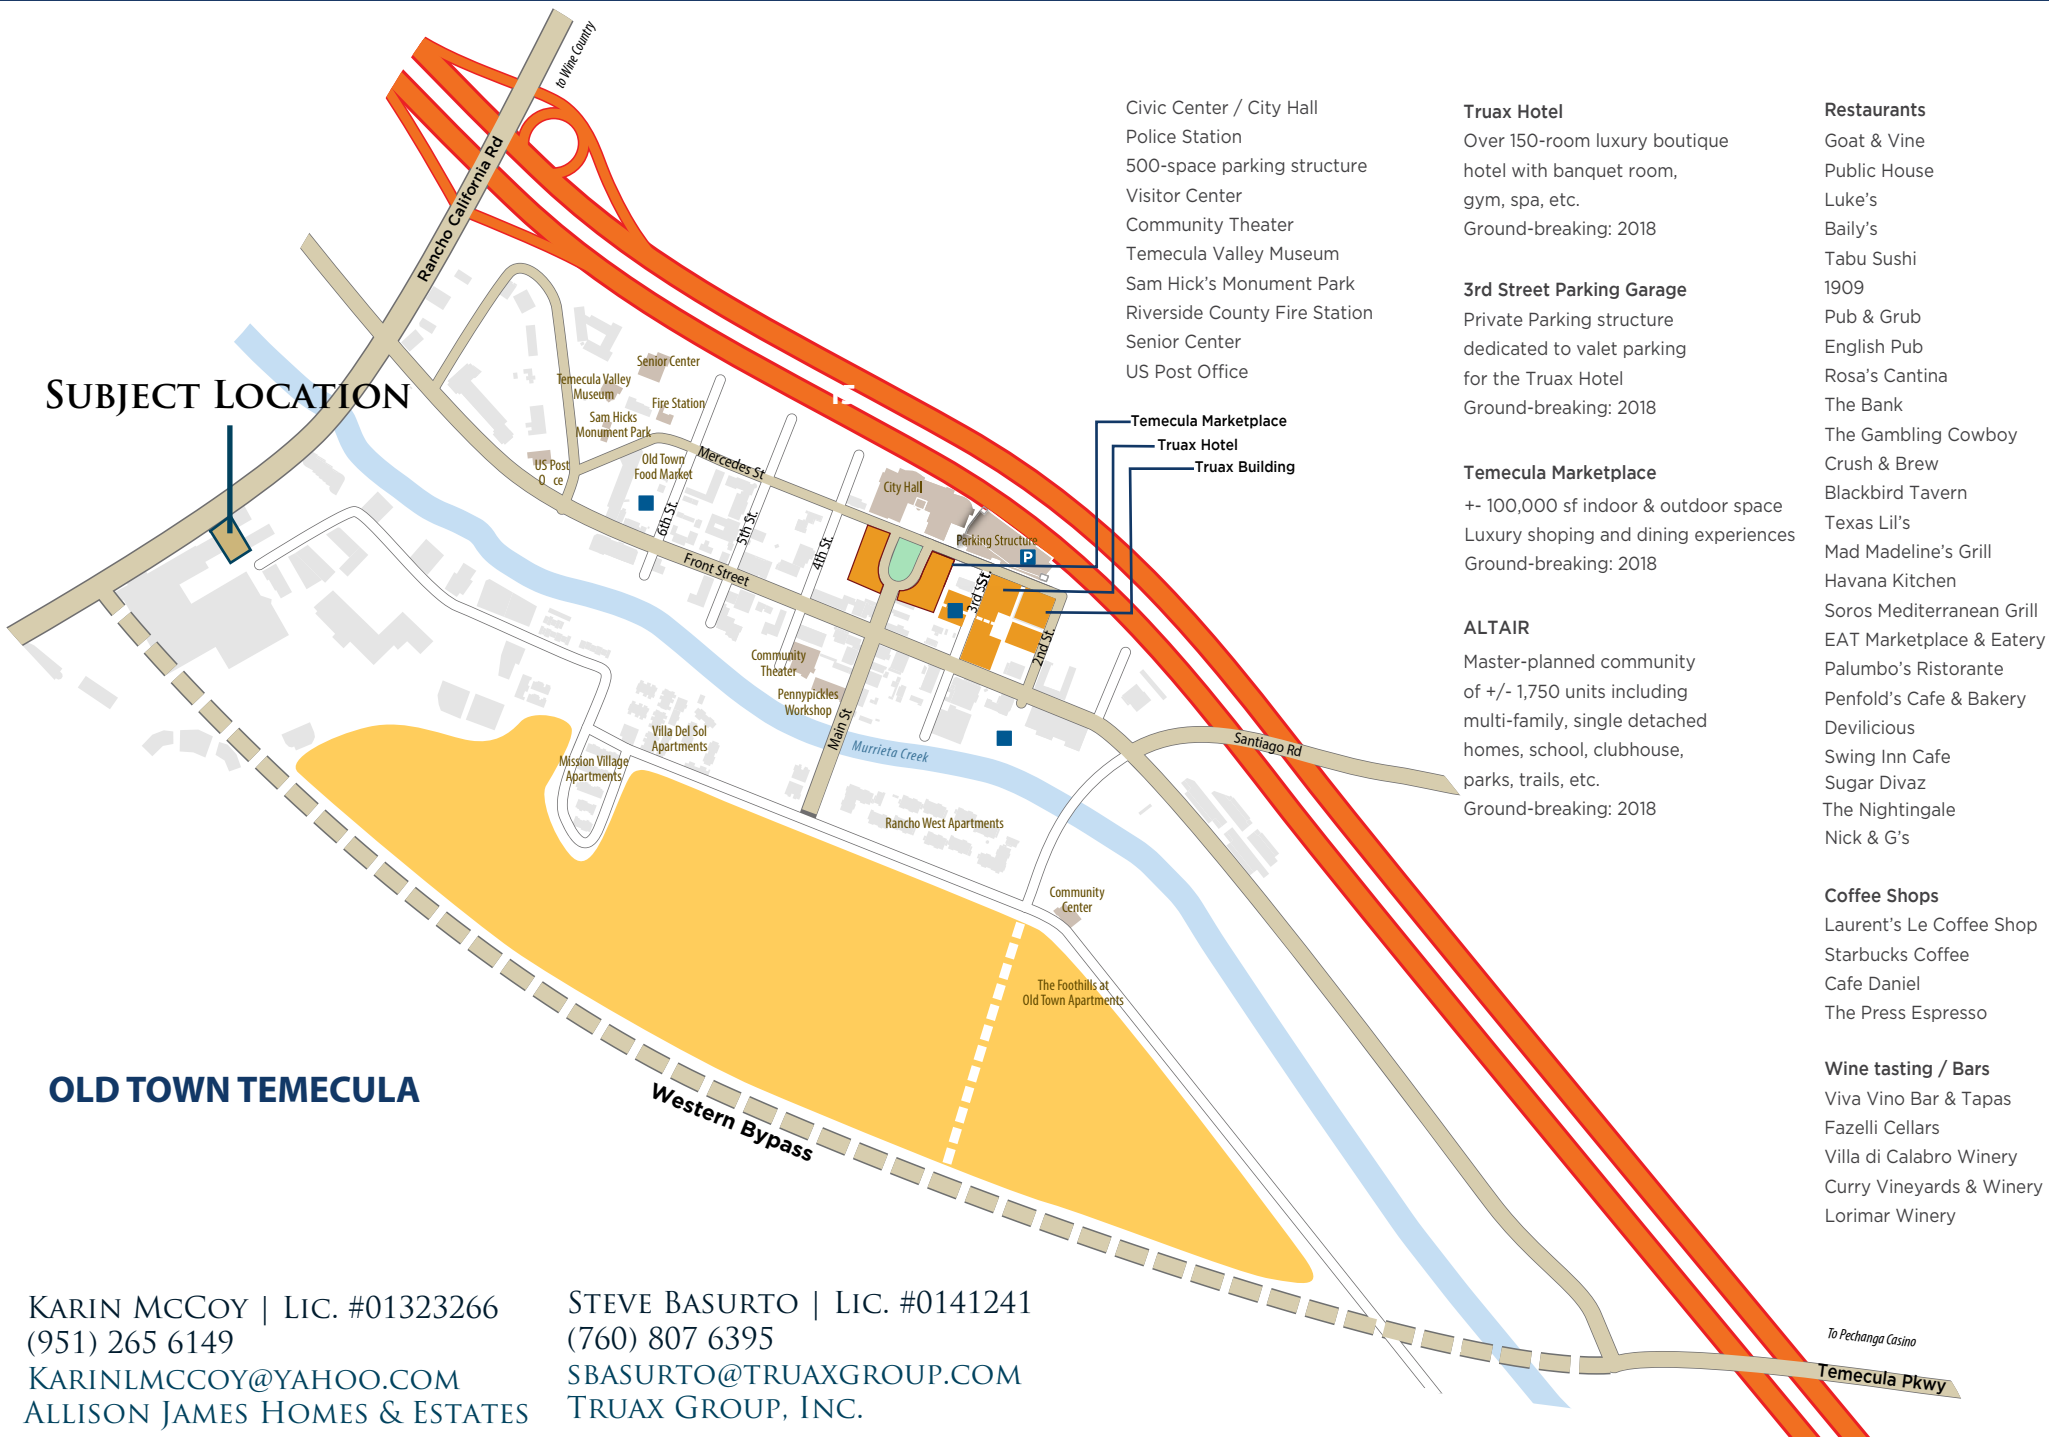 to Wine Country
Rancho California Rd
SUBJECT LOCATION
15
Senior Center
Temecula Valley
Museum
Fire Station
Sam Hicks
Monument Park
US Post
O ce
Old Town
Food Market
Mercedes St
City Hall
Parking Structure
P
6th St.
5th St.
4th St.
3rd St.
2nd St.
Front Street
Main St
Community
Theater
Pennypickles
Workshop
Murrieta Creek
Santiago Rd
Villa Del Sol
Apartments
Mission Village
Apartments
Rancho West Apartments
Community
Center
The Foothills at
Old Town Apartments
Western Bypass
Temecula Marketplace
Truax Hotel
Truax Building
To Pechanga Casino
Temecula Pkwy
OLD TOWN TEMECULA
Civic Center / City Hall
Police Station
500-space parking structure
Visitor Center
Community Theater
Temecula Valley Museum
Sam Hick's Monument Park
Riverside County Fire Station
Senior Center
US Post Office
Truax Hotel
Over 150-room luxury boutique
hotel with banquet room,
gym, spa, etc.
Ground-breaking: 2018
3rd Street Parking Garage
Private Parking structure
dedicated to valet parking
for the Truax Hotel
Ground-breaking: 2018
Temecula Marketplace
+- 100,000 sf indoor & outdoor space
Luxury shoping and dining experiences
Ground-breaking: 2018
ALTAIR
Master-planned community
of +/- 1,750 units including
multi-family, single detached
homes, school, clubhouse,
parks, trails, etc.
Ground-breaking: 2018
Restaurants
Goat & Vine
Public House
Luke's
Baily's
Tabu Sushi
1909
Pub & Grub
English Pub
Rosa's Cantina
The Bank
The Gambling Cowboy
Crush & Brew
Blackbird Tavern
Texas Lil's
Mad Madeline's Grill
Havana Kitchen
Soros Mediterranean Grill
EAT Marketplace & Eatery
Palumbo's Ristorante
Penfold's Cafe & Bakery
Devilicious
Swing Inn Cafe
Sugar Divaz
The Nightingale
Nick & G's
Coffee Shops
Laurent's Le Coffee Shop
Starbucks Coffee
Cafe Daniel
The Press Espresso
Wine tasting / Bars
Viva Vino Bar & Tapas
Fazelli Cellars
Villa di Calabro Winery
Curry Vineyards & Winery
Lorimar Winery
KARIN MCCOY | LIC. #01323266
(951) 265 6149
KARINLMCCOY@YAHOO.COM
ALLISON JAMES HOMES & ESTATES
STEVE BASURTO | LIC. #0141241
(760) 807 6395
SBASURTO@TRUAXGROUP.COM
TRUAX GROUP, INC.